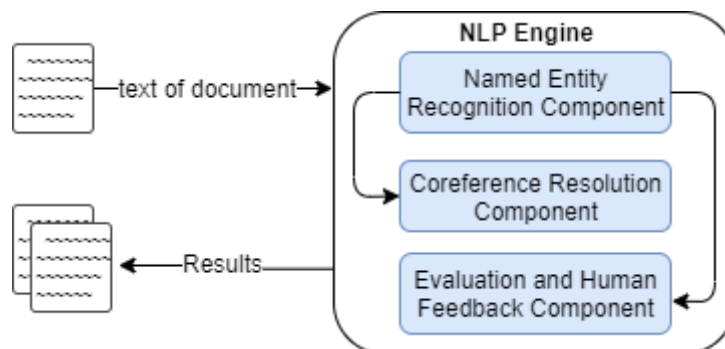 NLP Engine
Named Entity
Recognition Component
text of document
Coreference Resolution
Component
Results
Evaluation and Human
Feedback Component